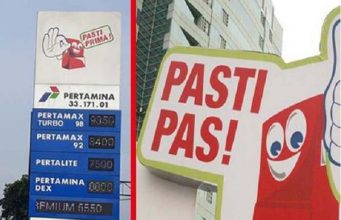 PASTI
PRIMA!
PERTAMINA
33.171.01
PERTAMAX
TURBO 98 9350
PERTAMAX
92 8400
PERTALITE 7500
PERTAMINA
DEX 0000
PREMIUM 6550
PASTI
PAS!